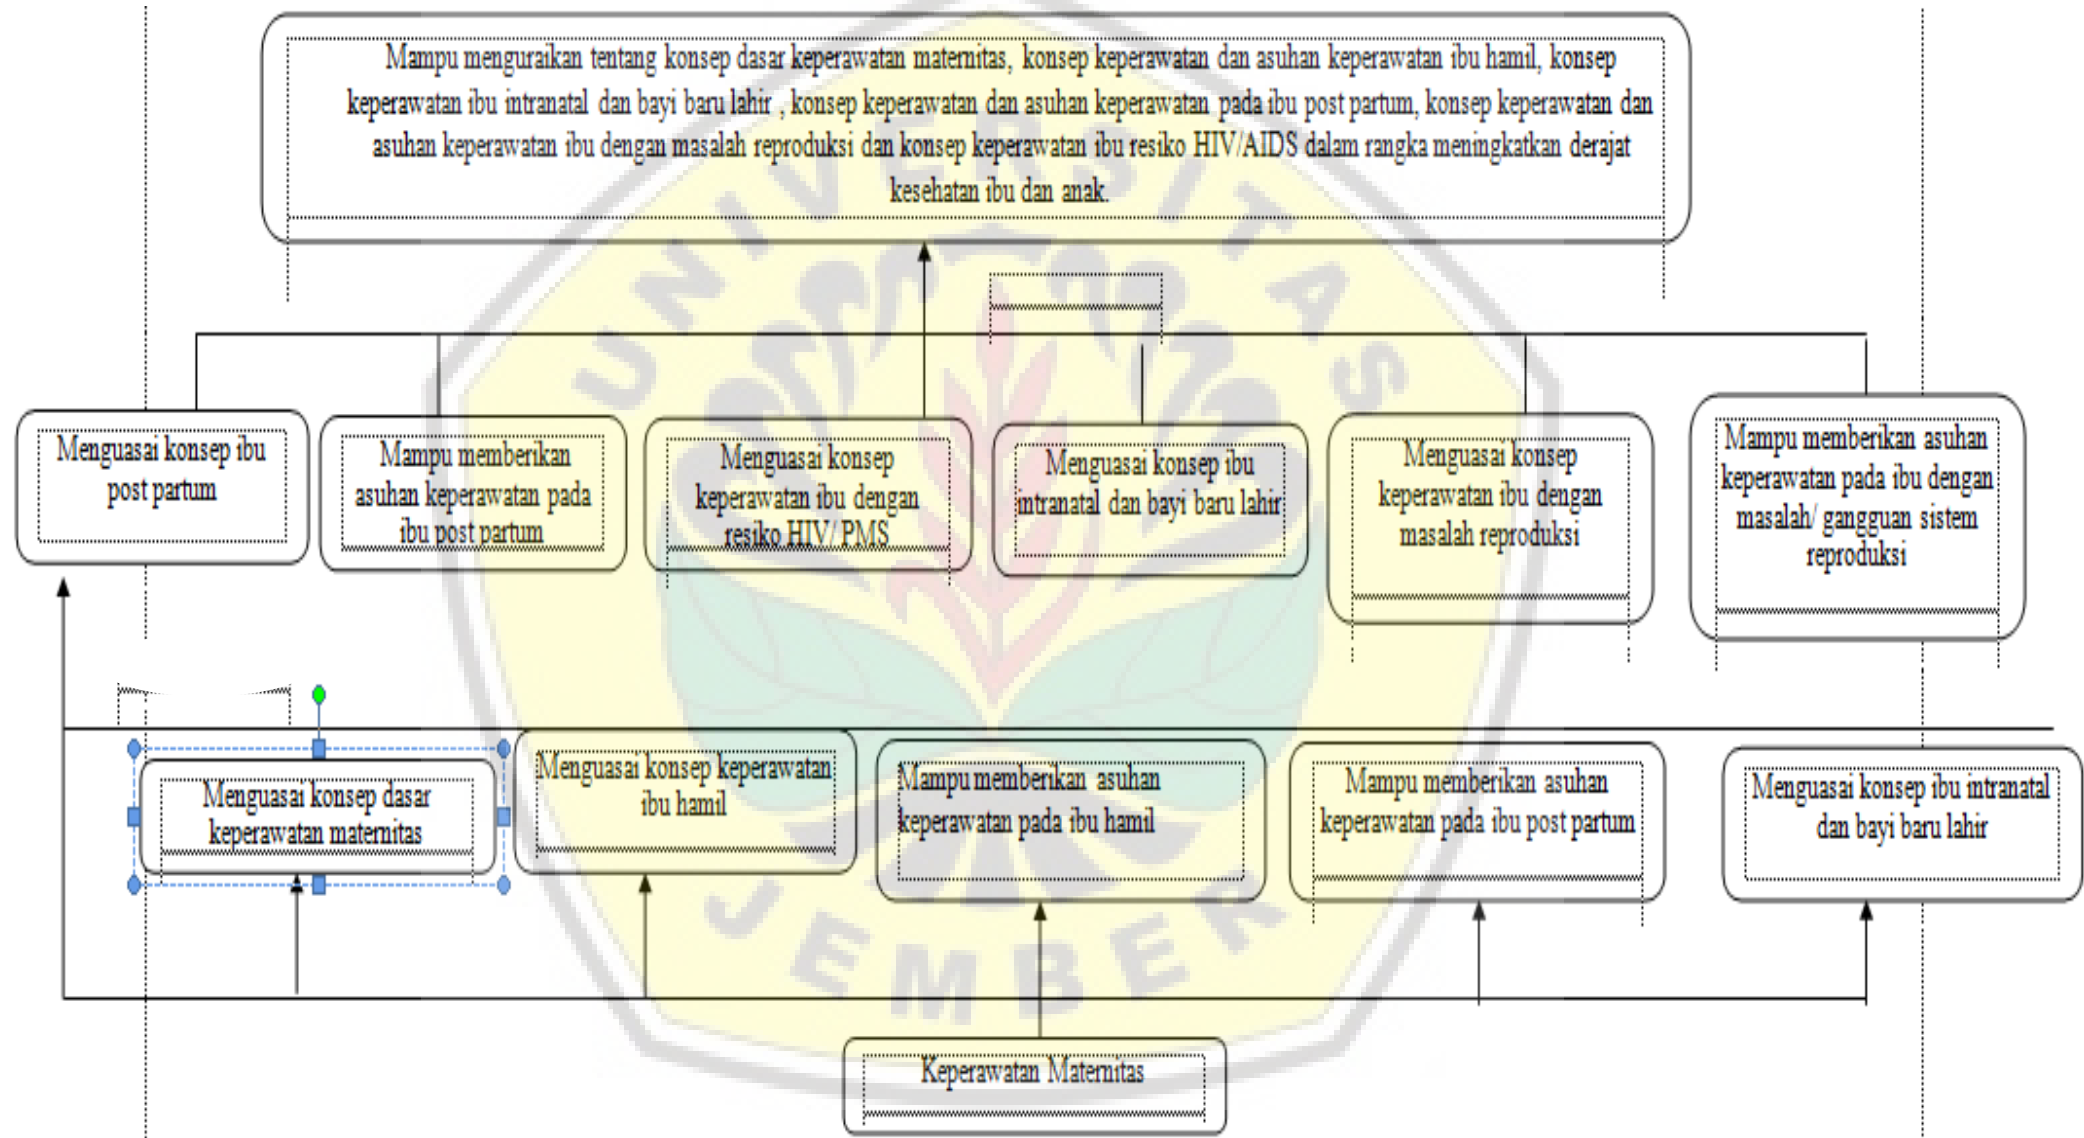 Mampu menguraikan tentang konsep dasar keperawatan maternitas, konsep keperawatan dan asuhan keperawatan ibu hamil, konsep
keperawatan ibu intranatal dan bayi baru lahir , konsep keperawatan dan asuhan keperawatan pada ibu post partum, konsep keperawatan dan
asuhan keperawatan ibu dengan masalah reproduksi dan konsep keperawatan ibu resiko HIV/AIDS dalam rangka meningkatkan derajat
kesehatan ibu dan anak.
Menguasai konsep ibu
post partum
Mampu memberikan
asuhan keperawatan pada
ibu post partum
Menguasai konsep
keperawatan ibu dengan
resiko HIV/ PMS
Menguasai konsep ibu
intranatal dan bayi baru lahir
Menguasai konsep
keperawatan ibu dengan
masalah reproduksi
Mampu memberikan asuhan
keperawatan pada ibu dengan
masalah/ gangguan sistem
reproduksi
Menguasai konsep dasar
keperawatan maternitas
Menguasai konsep keperawatan
ibu hamil
Mampu memberikan asuhan
keperawatan pada ibu hamil
Mampu memberikan asuhan
keperawatan pada ibu post partum
Menguasai konsep ibu intranatal
dan bayi baru lahir
Keperawatan Maternitas
UNIVERSITAS
JEMBER